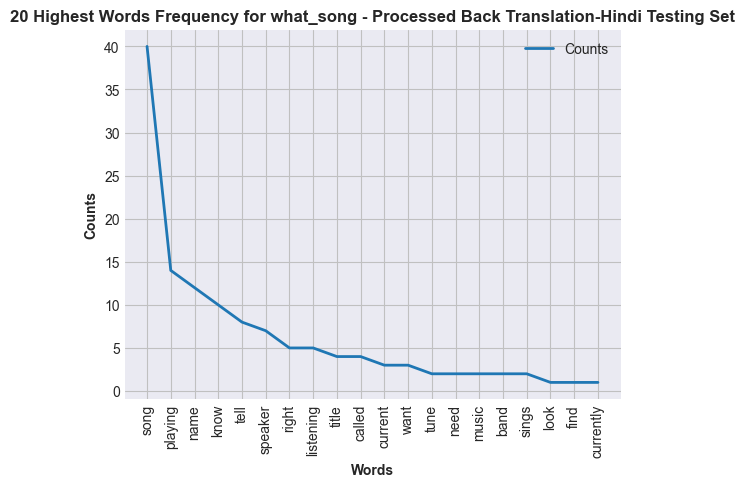 20 Highest Words Frequency for what_song - Processed Back Translation-Hindi Testing Set
Counts
40
35
30
25
20
15
10
5
0
Counts
song
playing
name
know
tell
speaker
right
listening
title
called
current
want
tune
need
music
band
sings
look
find
currently
Words